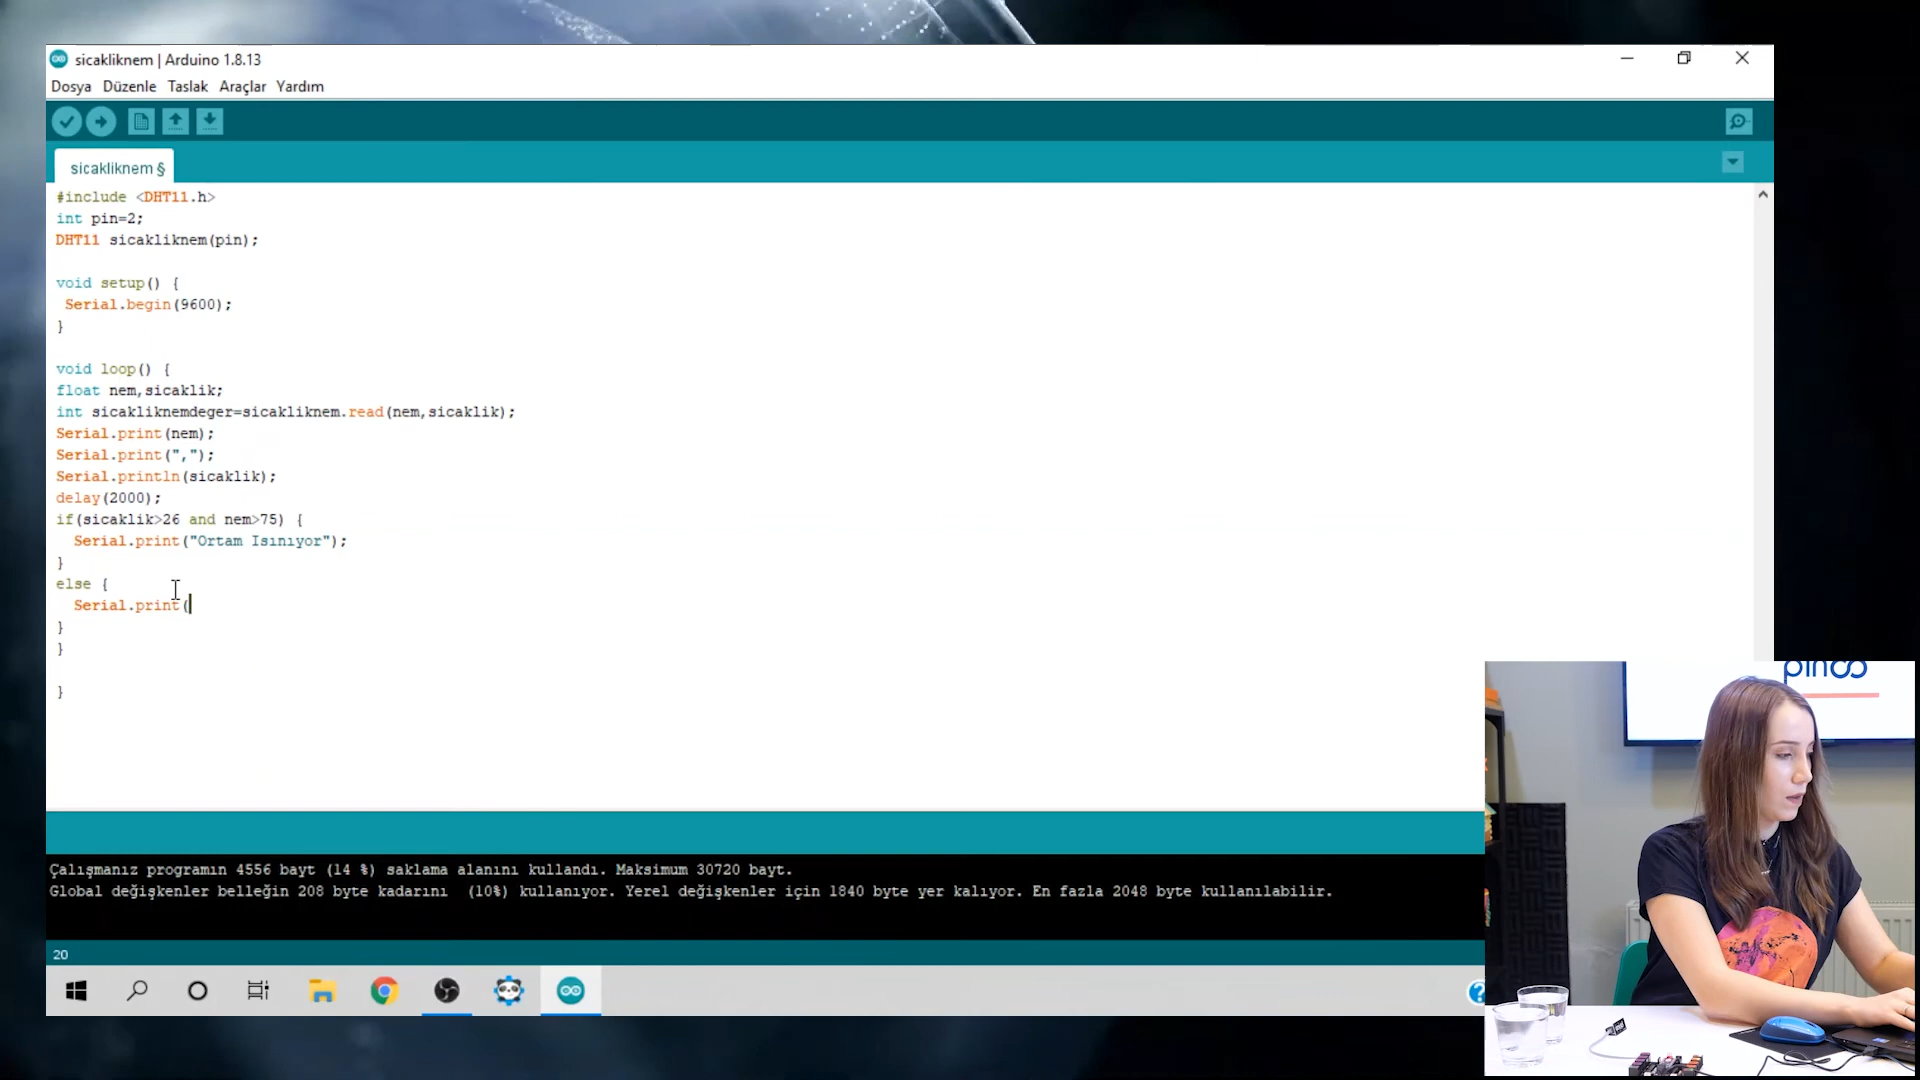 sicakliknem | Arduino 1.8.13
Dosya Düzenle Taslak Araçlar Yardım
sicakliknem §
#include <DHT11.h>
int pin=2;
DHT11 sicakliknem(pin);
void setup() {
Serial.begin(9600);
}
void loop() {
float nem,sicaklik;
int sicakliknemdeger=sicakliknem.read(nem,sicaklik);
Serial.print(nem);
Serial.print(",");
Serial.println(sicaklik);
delay(2000);
if(sicaklik>26 and nem>75) {
Serial.print("Ortam Isınıyor");
}
else {
Serial.print(
}
}
}
pinoo
Çalışmanız programın 4556 bayt (14 %) saklama alanını kullandı. Maksimum 30720 bayt.
Global değişkenler belleğin 208 byte kadarını (10%) kullanıyor. Yerel değişkenler için 1840 byte yer kalıyor. En fazla 2048 byte kullanılabilir.
20